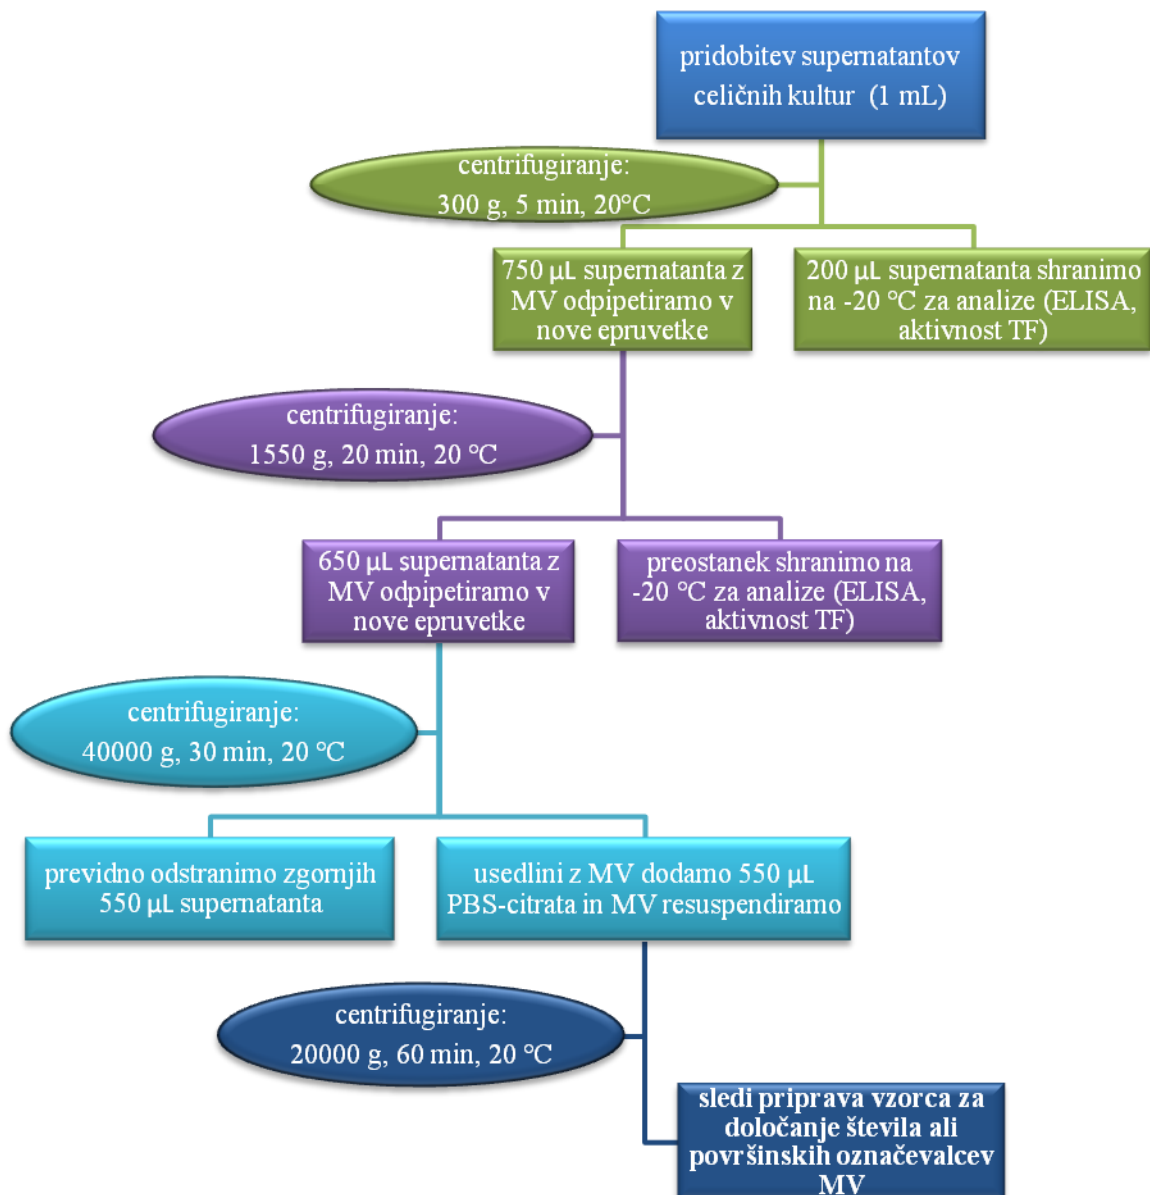 pridobitev supernatantov
celičnih kultur (1 mL)
centrifugiranje:
300 g, 5 min, 20°C
750 µL supernatanta z
MV odpipetiramo v
nove epruvetke
200 µL supernatanta shranimo
na -20 °C za analize (ELISA,
aktivnost TF)
centrifugiranje:
1550 g, 20 min, 20 °C
650 µL supernatanta z
MV odpipetiramo v
nove epruvetke
preostanek shranimo na
-20 °C za analize (ELISA,
aktivnost TF)
centrifugiranje:
40000 g, 30 min, 20 °C
previdno odstranimo zgornjih
550 µL supernatanta
usedlini z MV dodamo 550 µL
PBS-citrata in MV resuspendiramo
centrifugiranje:
20000 g, 60 min, 20 °C
sledi priprava vzorca za
določanje števila ali
površinskih označevalcev
MV